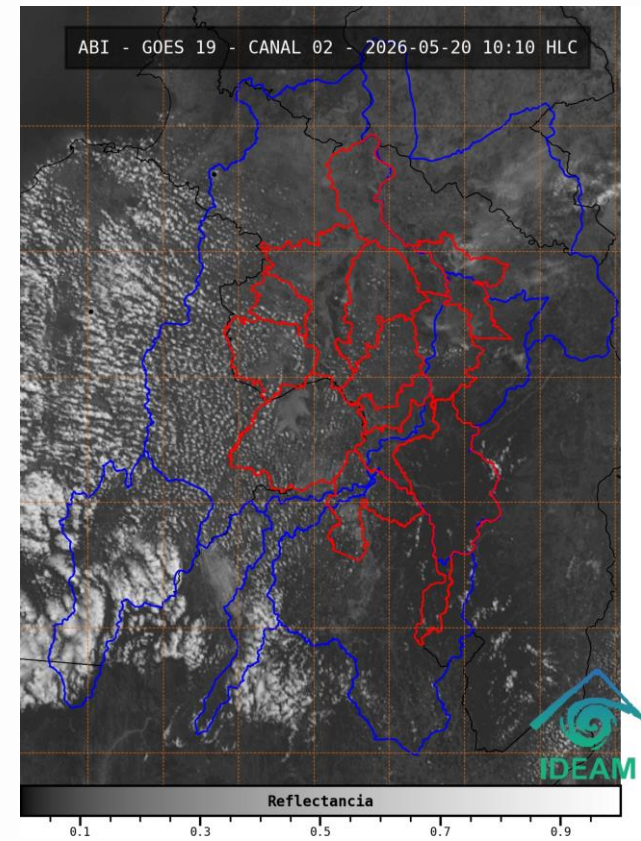 ABI - GOES 19 - CANAL 02 - 2026-05-20 10:10 HLC
IDEAM
Reflectancia
0.1 0.3 0.5 0.7 0.9